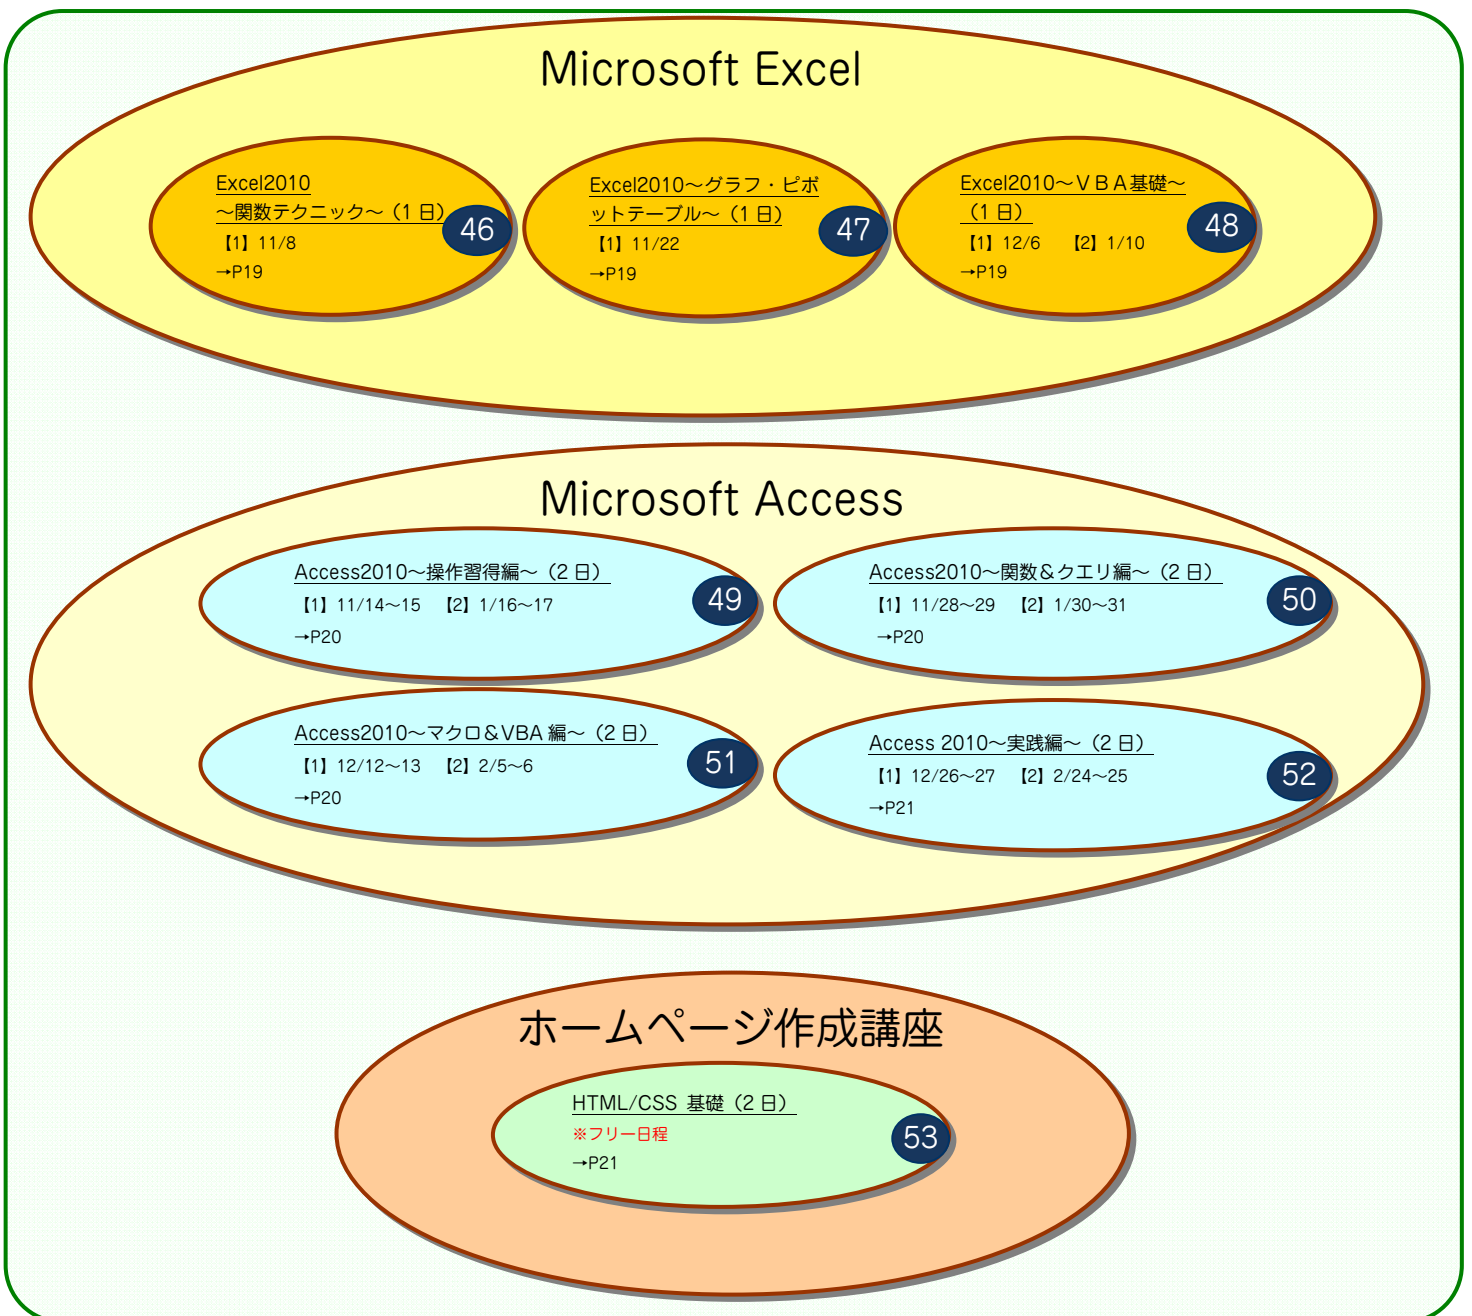 Microsoft Excel
Excel2010
～関数テクニック～（1 日）
【1】11/8
→P19
46
Excel2010～グラフ・ピボ
ットテーブル～（1 日）
【1】11/22
→P19
47
Excel2010～ＶＢＡ基礎～
（1 日）
【1】12/6　【2】1/10
→P19
48
Microsoft Access
Access2010～操作習得編～（2 日）
【1】11/14～15　【2】1/16～17
→P20
49
Access2010～関数＆クエリ編～（2 日）
【1】11/28～29　【2】1/30～31
→P20
50
Access2010～マクロ＆VBA 編～（2 日）
【1】12/12～13　【2】2/5～6
→P20
51
Access 2010～実践編～（2 日）
【1】12/26～27　【2】2/24～25
→P21
52
ホームページ作成講座
HTML/CSS 基礎（2 日）
※フリー日程
→P21
53